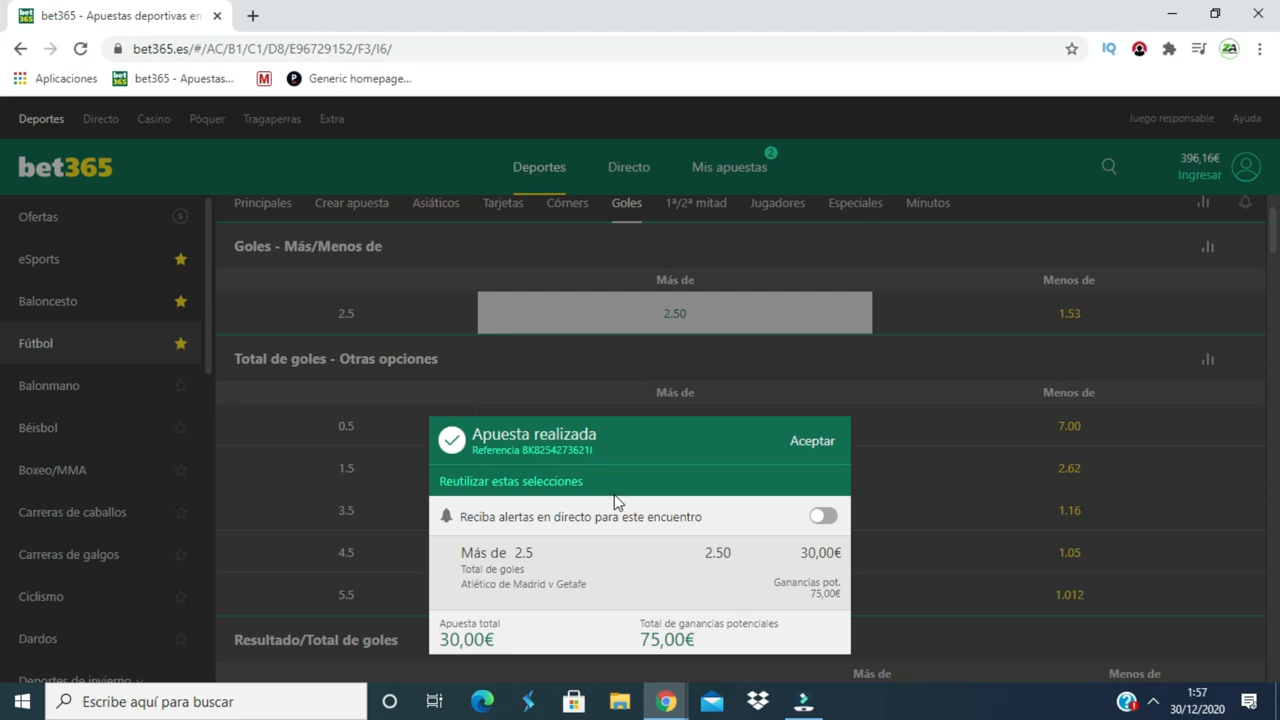 bet365 - Apuestas deportivas en
bet365.es/#/AC/B1/C1/D8/E96729152/F3/I6/
IQ
ZA
Aplicaciones
bet365 - Apuestas...
M
Generic homepage...
Deportes Directo Casino Póquer Tragaperras Extra
Juego responsable Ayuda
bet365
Deportes Directo Mis apuestas 2
396,16€
Ingresar
Ofertas
eSports
Baloncesto
Fútbol
Balonmano
Béisbol
Boxeo/MMA
Carreras de caballos
Carreras de galgos
Ciclismo
Dardos
Deportes de invierno
Principales Crear apuesta Asiáticos Tarjetas Córners Goles 1ª/2ª mitad Jugadores Especiales Minutos
Goles - Más/Menos de
Más de Menos de
2.5 2.50 1.53
Total de goles - Otras opciones
Más de Menos de
0.5 7.00
1.5 2.62
3.5 1.16
4.5 1.05
5.5 1.012
Resultado/Total de goles
Más de Menos de
Apuesta realizada
Referencia BK8254273621I
Aceptar
Reutilizar estas selecciones
Reciba alertas en directo para este encuentro
Más de 2.5 2.50 30,00€
Total de goles
Atlético de Madrid v Getafe
Ganancias pot.
75,00€
Apuesta total
30,00€
Total de ganancias potenciales
75,00€
Escribe aquí para buscar
1:57
30/12/2020